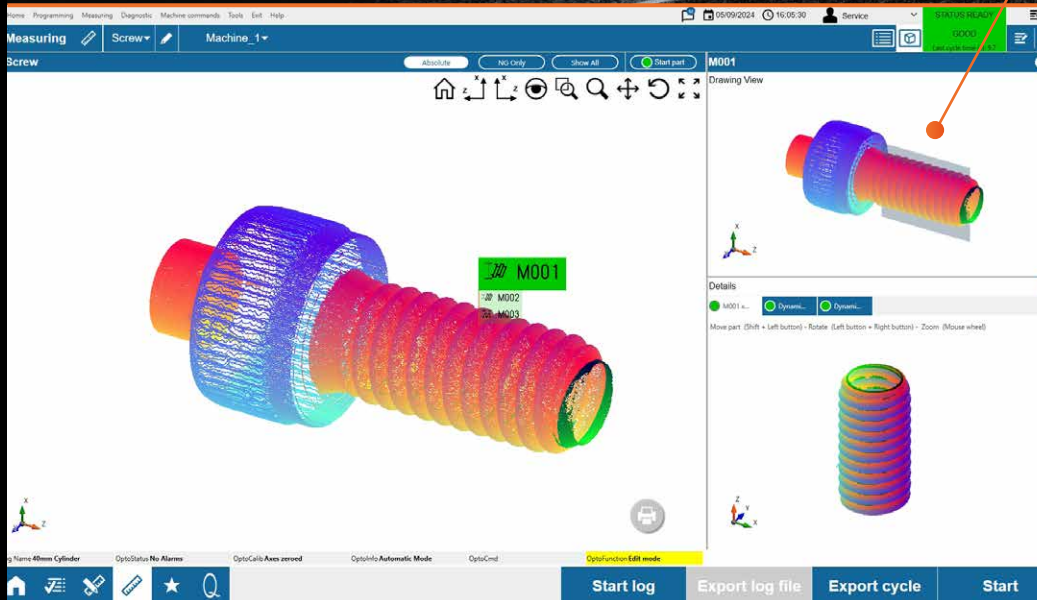 Home Programming Measuring Diagnostic Machine commands Tools Exit Help
05/09/2024 16:05:30 Service STATUS READY
GOOD
Measuring Screw Machine_1
Screw Absolute NG Only Show All Start part M001
Drawing View
M001
M002
M003
Details
M001 Dynami... Dynami...
Move part (Shift + Left button) - Rotate (Left button + Right button) - Zoom (Mouse wheel)
X
Z
X
Z
Z
Y
X
Name 40mm Cylinder OptoStatus No Alarms OptoCalib Axes zeroed OptoInfo Automatic Mode OptoCmd OptoFunction Edit mode
Start log Export log file Export cycle Start